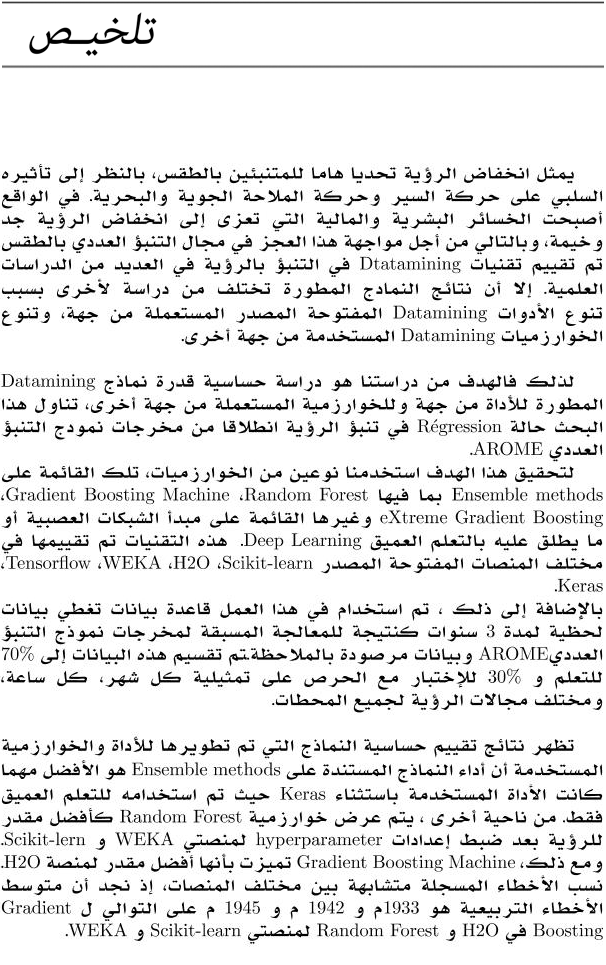 تلخيص
يمثل انخفاض الرؤية تحديا هاما للمتنبئين بالطقس، بالنظر إلى تأثيره
السلبي على حركة السير وحركة الملاحة الجوية والبحرية. في الواقع
أصبحت الخسائر البشرية والمالية التي تعزى إلى انخفاض الرؤية جد
وخيمة، وبالتالي من أجل مواجهة هذا العجز في مجال التنبؤ العددي بالطقس
تم تقييم تقنيات Dtatamining في التنبؤ بالرؤية في العديد من الدراسات
العلمية. إلا أن نتائج النمادج المطورة تختلف من دراسة لأخرى بسبب
تنوع الأدوات Datamining المفتوحة المصدر المستعملة من جهة، وتنوع
الخوارزميات Datamining المستخدمة من جهة أخرى.
لذلك فالهدف من دراستنا هو دراسة حساسية قدرة نماذج Datamining
المطورة للأداة من جهة وللخوارزمية المستعملة من جهة أخرى، تناول هذا
البحث حالة Régression في تنبؤ الرؤية انطلاقا من مخرجات نمودج التنبؤ
العددي AROME.
لتحقيق هذا الهدف استخدمنا نوعين من الخوارزميات، تلك القائمة على
Ensemble methods بما فيها Random Forest، Gradient Boosting Machine،
eXtreme Gradient Boosting وغيرها القائمة على مبدأ الشبكات العصبية أو
ما يطلق عليه بالتعلم العميق Deep Learning. هذه التقنيات تم تقييمها في
مختلف المنصات المفتوحة المصدر Scikit-learn، H2O، WEKA، Tensorflow،
Keras.
بالإضافة إلى ذلك ، تم استخدام في هذا العمل قاعدة بيانات تغطي بيانات
لحظية لمدة 3 سنوات كنتيجة للمعالجة المسبقة لمخرجات نموذج التنبؤ
العدديAROME وبيانات مرصودة بالملاحظة.تم تقسيم هذه البيانات إلى 70%
للتعلم و 30% للإختبار مع الحرص على تمثيلية كل شهر، كل ساعة،
ومختلف مجالات الرؤية لجميع المحطات.
تظهر نتائج تقييم حساسية النماذج التي تم تطويرها للأداة والخوارزمية
المستخدمة أن أداء النماذج المستندة على Ensemble methods هو الأفضل مهما
كانت الأداة المستخدمة باستثناء Keras حيث تم استخدامه للتعلم العميق
فقط. من ناحية أخرى ، يتم عرض خوارزمية Random Forest كأفضل مقدر
للرؤية بعد ضبط إعدادات hyperparameter لمنصتي WEKA و Scikit-lern.
ومع ذلك، Gradient Boosting Machine تميزت بأنها أفضل مقدر لمنصة H2O.
نسب الأخطاء المسجلة متشابهة بين مختلف المنصات، إذ نجد أن متوسط
الأخطاء التربيعية هو 1933م و 1942 م و 1945 م على التوالي ل Gradient
Boosting في H2O و Random Forest لمنصتي Scikit-learn و WEKA.